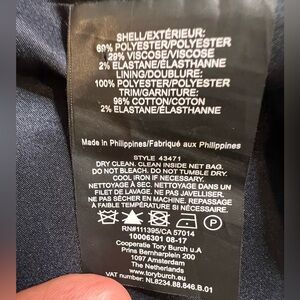 SHELL/EXTÉRIEUR:
69% POLYESTER/POLYESTER
29% VISCOSE/VISCOSE
2% ELASTANE/ÉLASTHANNE
LINING/DOUBLURE:
100% POLYESTER/POLYESTER
TRIM/GARNITURE:
98% COTTON/COTON
2% ELASTANE/ÉLASTHANNE
Made in Philippines/Fabriqué aux Philippines
STYLE 43471
DRY CLEAN. CLEAN INSIDE NET BAG.
DO NOT BLEACH. DO NOT TUMBLE DRY.
COOL IRON IF NECESSARY.
NETTOYAGE À SEC. NETTOYAGE DANS UN
FILET DE LAVAGE. NE PAS JAVELLISER.
NE PAS SÉCHER EN MACHINE. REPASSAGE
À FAIBLE TEMPÉRATURE SI NÉCESSAIRE.
RN#111395/CA 57014
10006301 08-17
Cooperatie Tory Burch u.A
Prins Bernhardplein 200
1097 Amsterdam
The Netherlands
www.toryburch.com
VAT number: NL8234.88.846.B.01